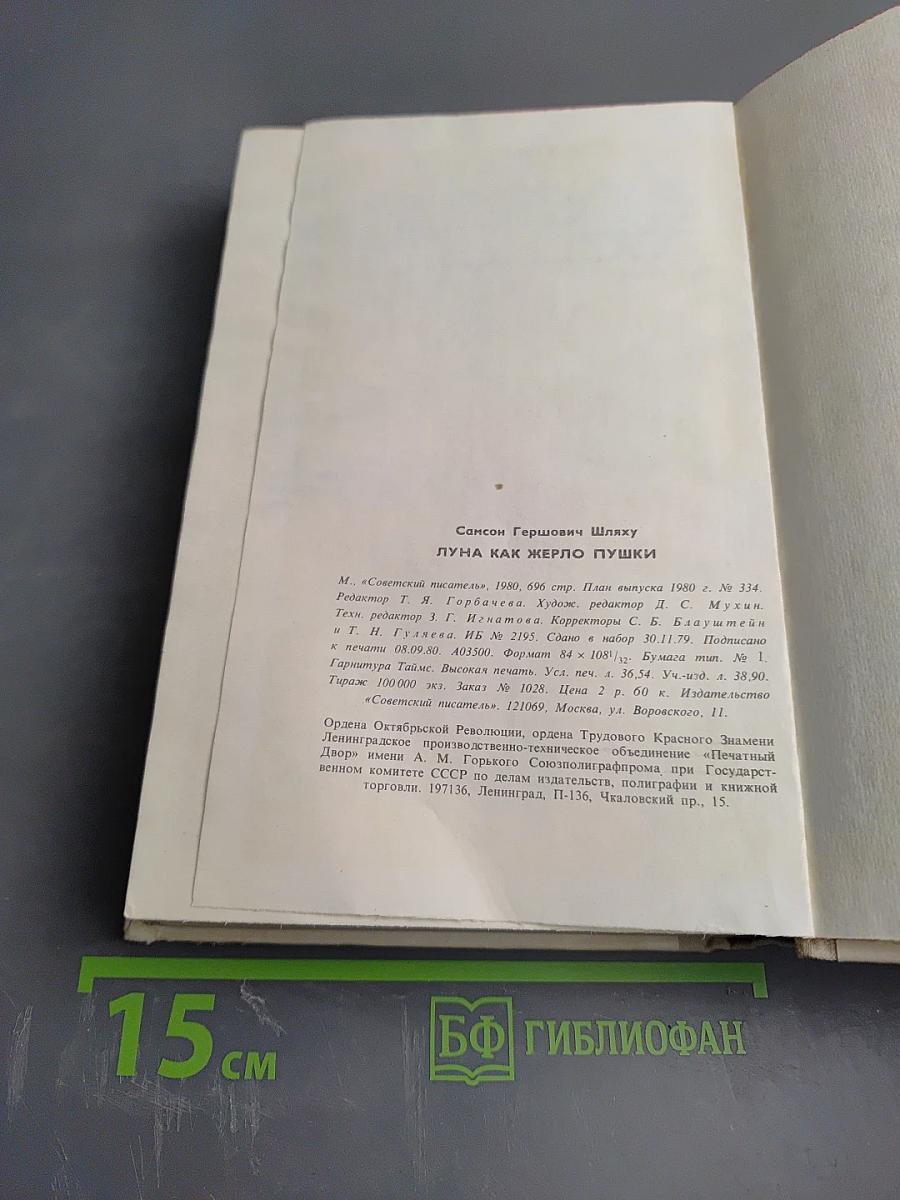 Самсон Гершович Шляху
ЛУНА КАК ЖЕРЛО ПУШКИ
М., «Советский писатель», 1980, 696 стр. План выпуска 1980 г. № 334.
Редактор Т. Я. Горбачева. Худож. редактор Д. С. Мухин.
Техн. редактор З. Г. Игнатова. Корректоры С. Б. Блауштейн
и Т. Н. Гуляева. ИБ № 2195. Сдано в набор 30.11.79. Подписано
к печати 08.09.80. А03500. Формат 84 × 108¹/₃₂. Бумага тип. № 1.
Гарнитура Таймс. Высокая печать. Усл. печ. л. 36,54. Уч.-изд. л. 38,90.
Тираж 100 000 экз. Заказ № 1028. Цена 2 р. 60 к. Издательство
«Советский писатель». 121069, Москва, ул. Воровского, 11.
Ордена Октябрьской Революции, ордена Трудового Красного Знамени
Ленинградское производственно-техническое объединение «Печатный
Двор» имени А. М. Горького Союзполиграфпрома при Государст-
венном комитете СССР по делам издательств, полиграфии и книжной
торговли. 197136, Ленинград, П-136, Чкаловский пр., 15.
15 см
БФ ГИБЛИОФАН